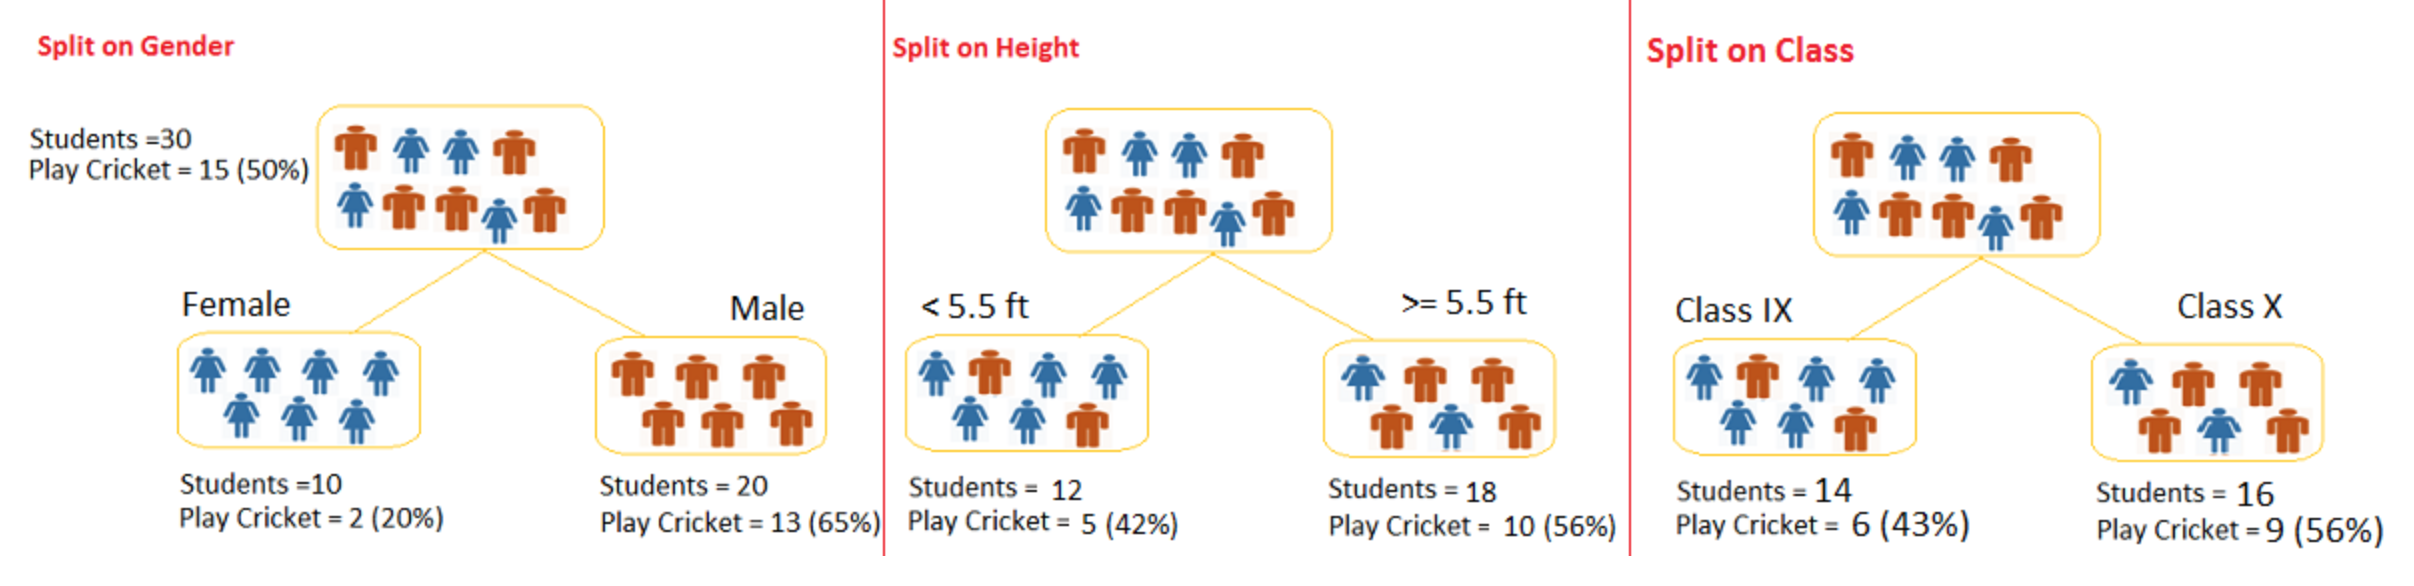 Split on Gender
Students =30
Play Cricket = 15 (50%)
Female
Male
Students =10
Play Cricket = 2 (20%)
Students = 20
Play Cricket = 13 (65%)
Split on Height
< 5.5 ft
>= 5.5 ft
Students = 12
Play Cricket = 5 (42%)
Students = 18
Play Cricket = 10 (56%)
Split on Class
Class IX
Class X
Students = 14
Play Cricket = 6 (43%)
Students = 16
Play Cricket = 9 (56%)